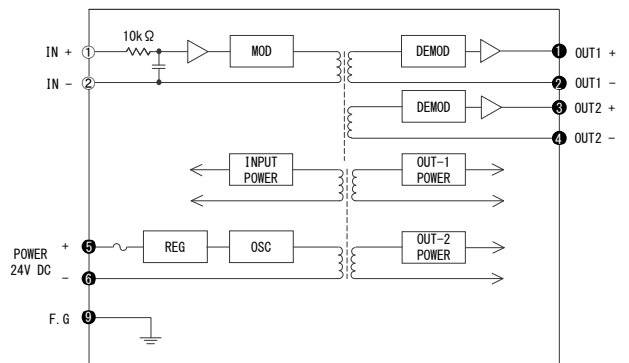 10kΩ
IN + ① MOD DEMOD ❶ OUT1 +
IN - ② ❷ OUT1 -
DEMOD ❸ OUT2 +
❹ OUT2 -
INPUT POWER
OUT-1 POWER
POWER 24V DC
+ ❺ REG OSC
- ❻
OUT-2 POWER
F.G ❾